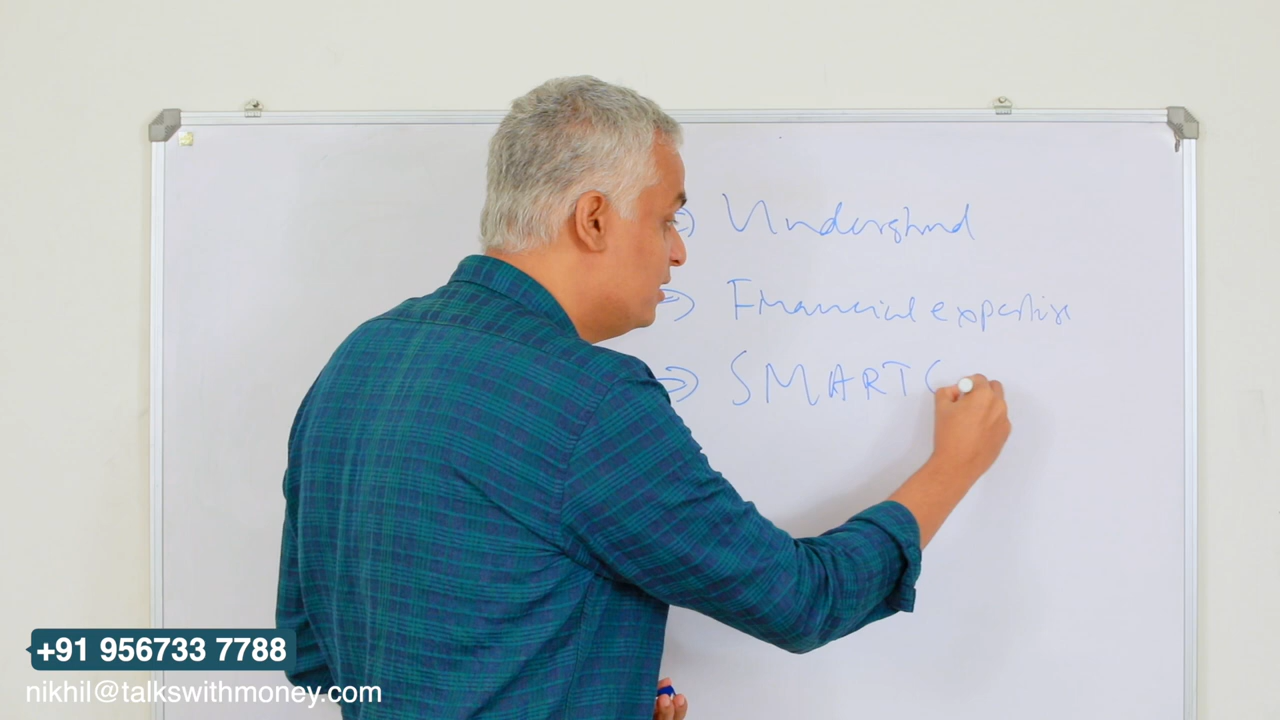 Understand
Financial expertise
SMART G
+91 956733 7788
nikhil@talkswithmoney.com